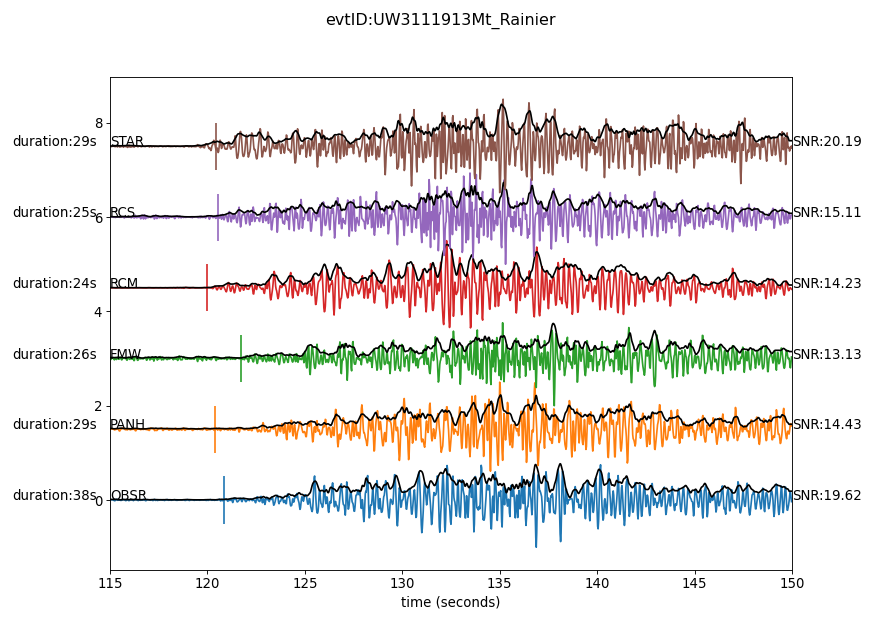 evtID:UW3111913Mt_Rainier
8
duration:29s STAR SNR:20.19
duration:25s RCS SNR:15.11
6
duration:24s RCM SNR:14.23
4
duration:26s FMW SNR:13.13
2
duration:29s PANH SNR:14.43
duration:38s OBSR SNR:19.62
0
115 120 125 130 135 140 145 150
time (seconds)